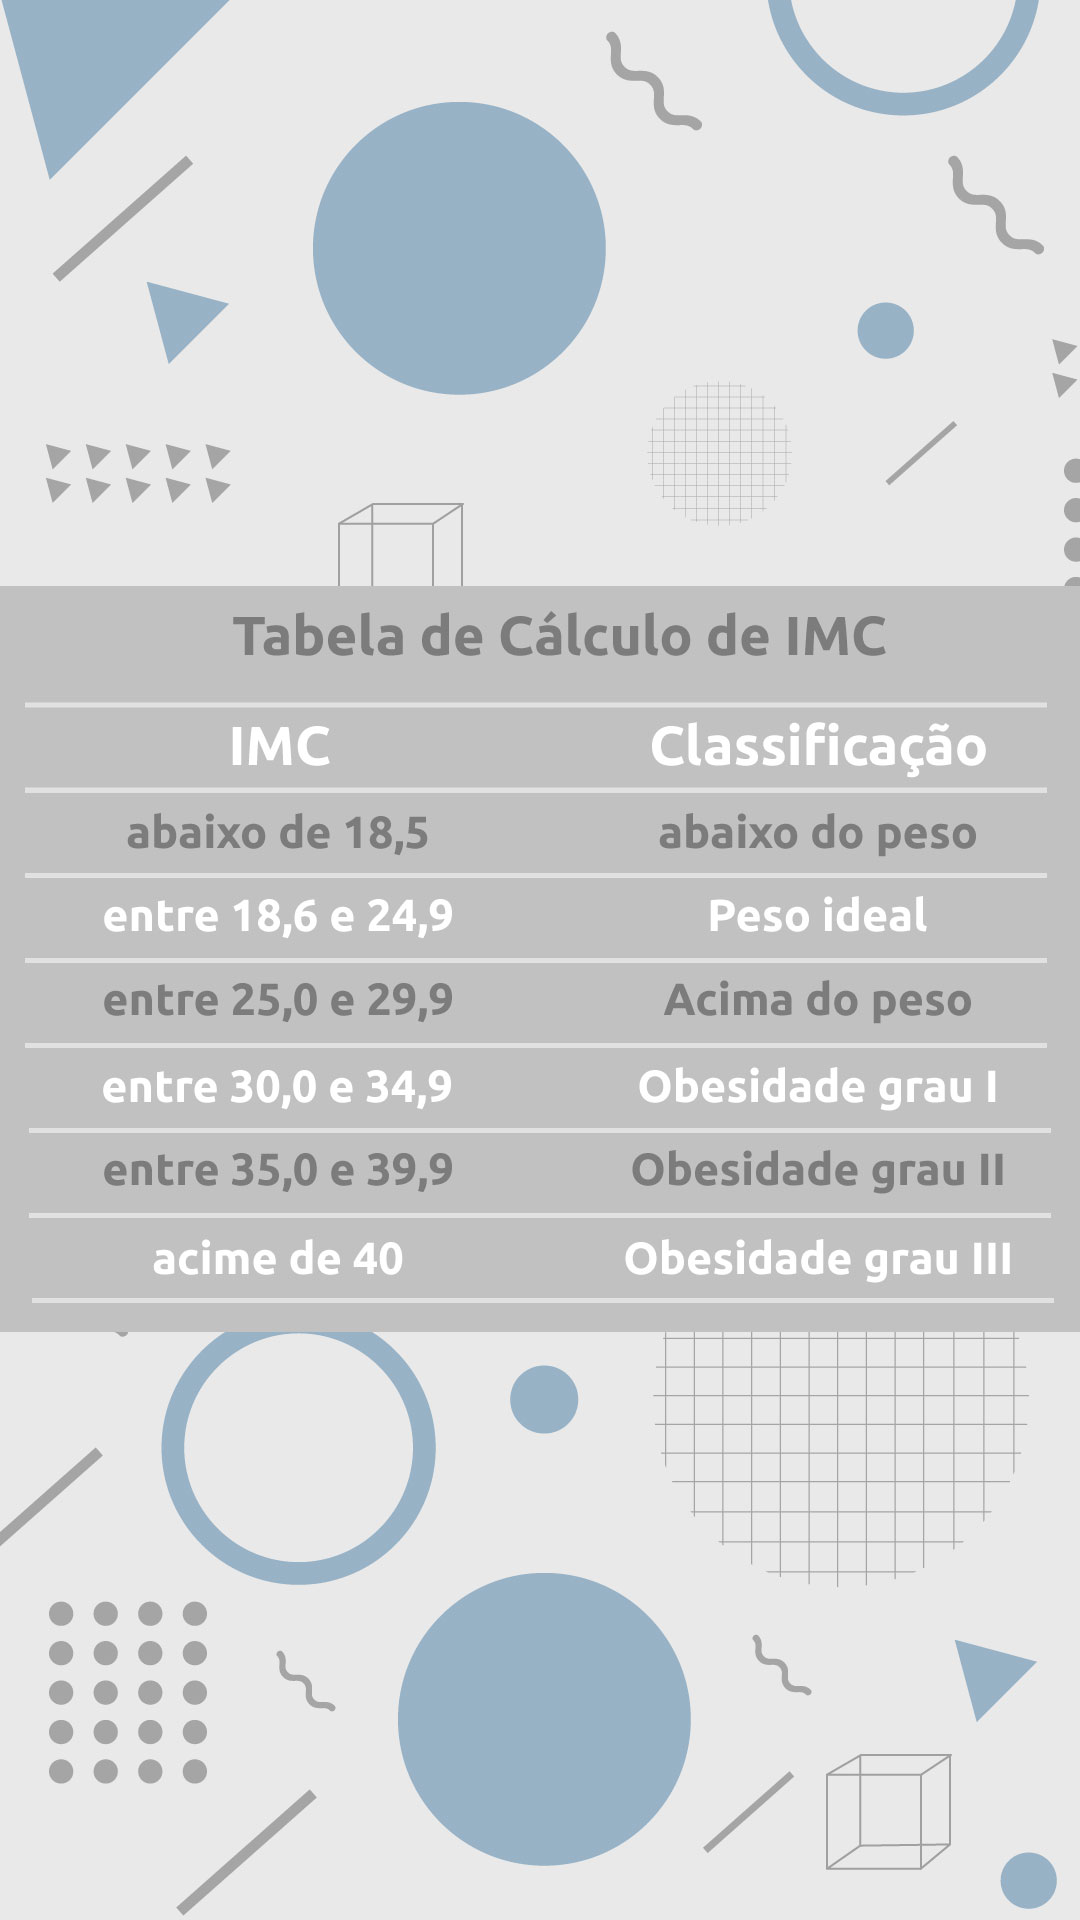 Tabela de Cálculo de IMC
IMC Classificação
abaixo de 18,5 abaixo do peso
entre 18,6 e 24,9 Peso ideal
entre 25,0 e 29,9 Acima do peso
entre 30,0 e 34,9 Obesidade grau I
entre 35,0 e 39,9 Obesidade grau II
acime de 40 Obesidade grau III